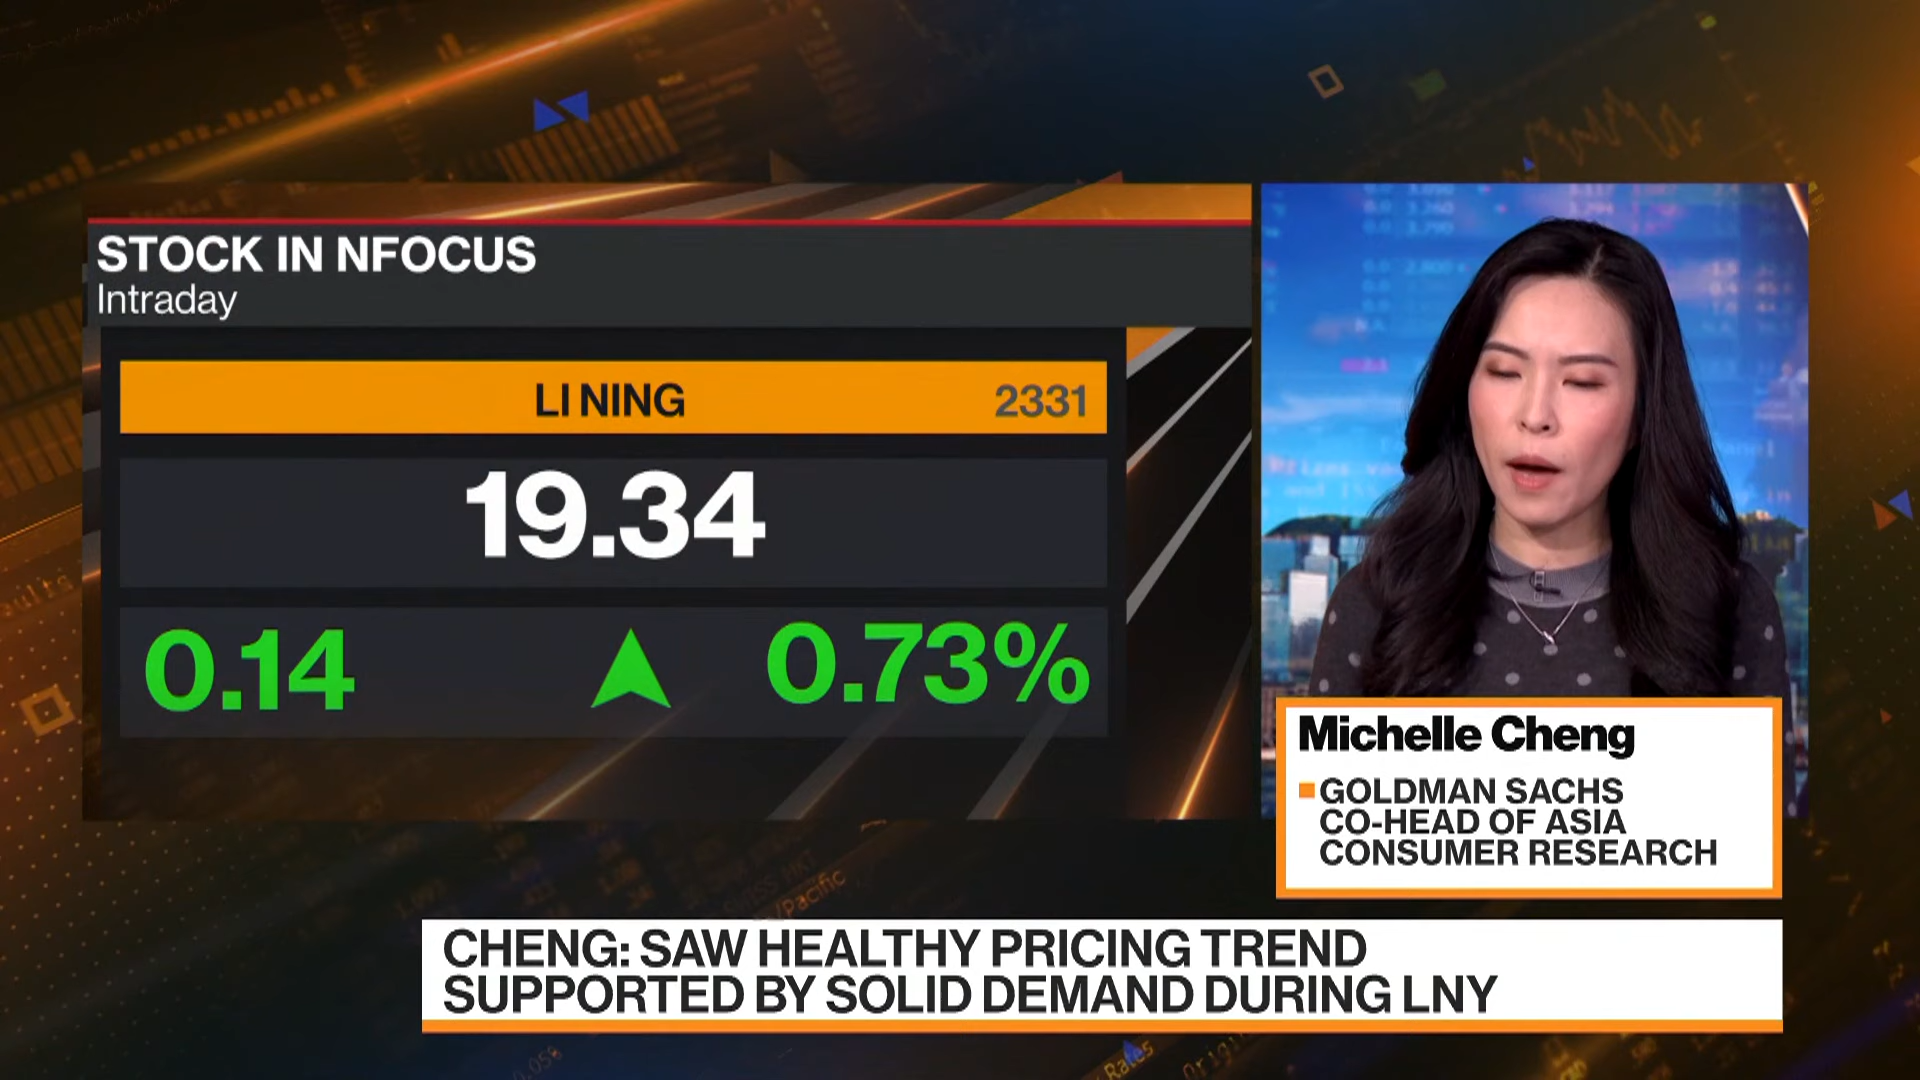 STOCK IN NFOCUS
Intraday
LI NING 2331
19.34
0.14 ▲ 0.73%
Michelle Cheng
GOLDMAN SACHS
CO-HEAD OF ASIA
CONSUMER RESEARCH
CHENG: SAW HEALTHY PRICING TREND
SUPPORTED BY SOLID DEMAND DURING LNY